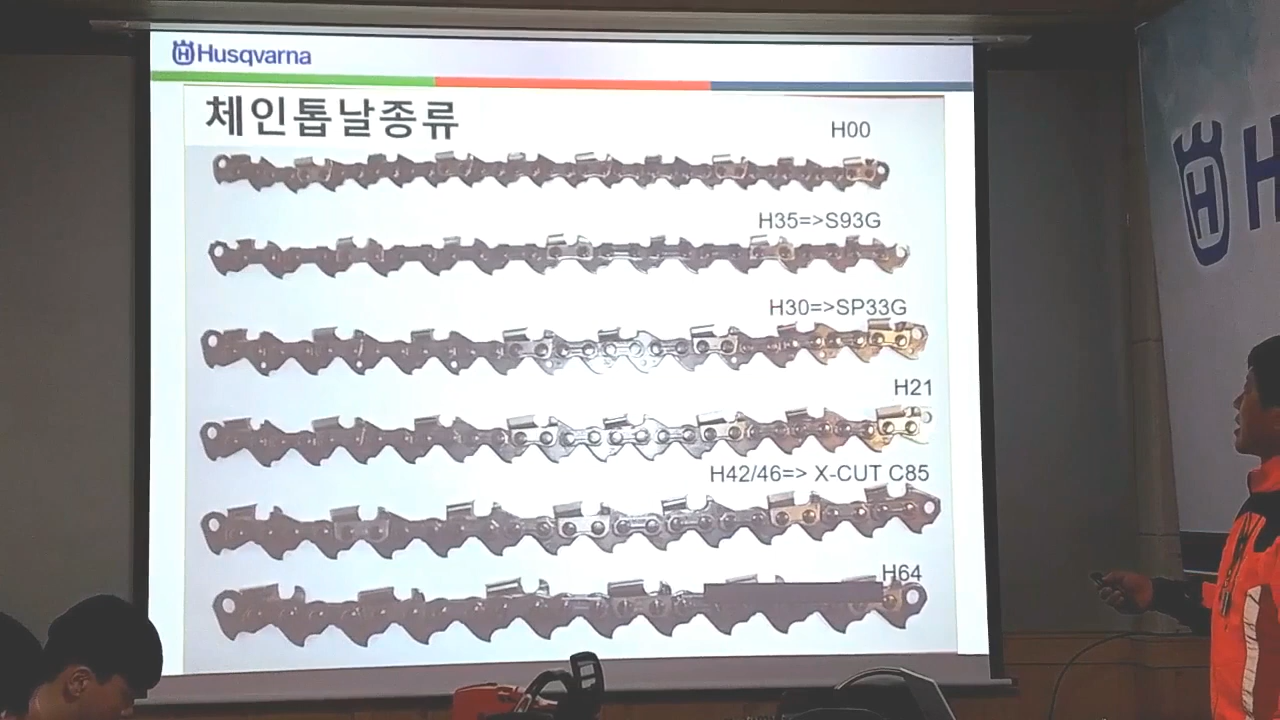 Husqvarna
체인톱날종류
H00
H35=>S93G
H30=>SP33G
H21
H42/46=> X-CUT C85
H64
H